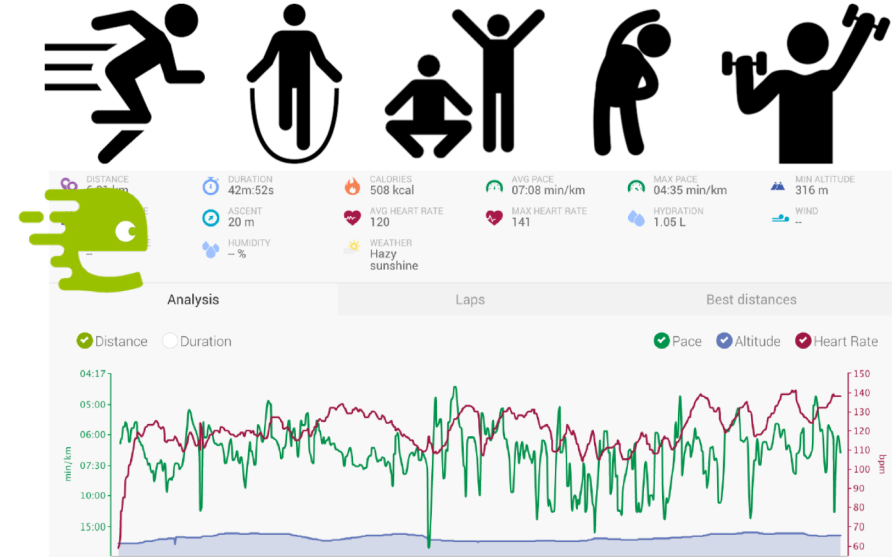 DISTANCE
km
DURATION
42m:52s
CALORIES
508 kcal
AVG PACE
07:08 min/km
MAX PACE
04:35 min/km
MIN ALTITUDE
316 m
ASCENT
20 m
AVG HEART RATE
120
MAX HEART RATE
141
HYDRATION
1.05 L
WIND
--
--
HUMIDITY
-- %
WEATHER
Hazy
sunshine
Analysis
Laps
Best distances
Distance
Duration
Pace
Altitude
Heart Rate
04:17
05:00
06:00
07:30
10:00
15:00
min/km
150
140
130
120
110
100
90
80
70
60
bpm